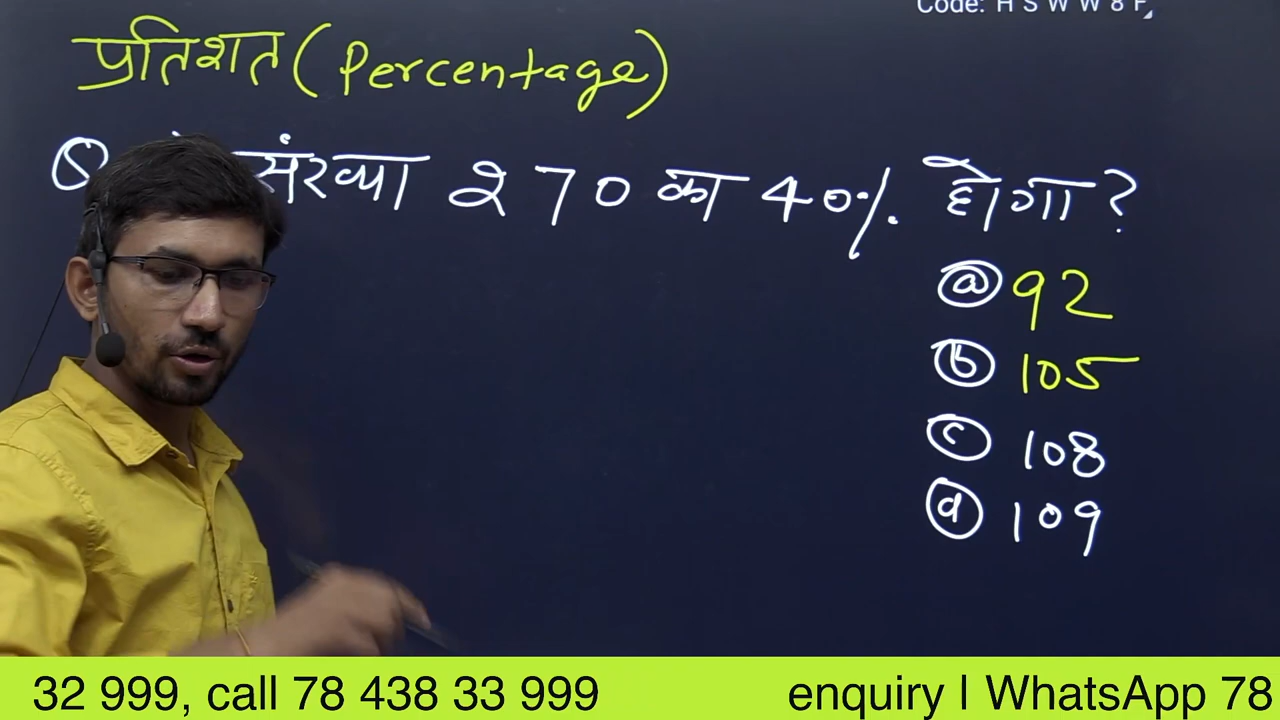 Code: H S W W 8 F
प्रतिशत (Percentage)
Q संख्या 270 का 40% होगा?
ⓐ 92
ⓑ 105
ⓒ 108
ⓓ 109
32 999, call 78 438 33 999
enquiry | WhatsApp 78